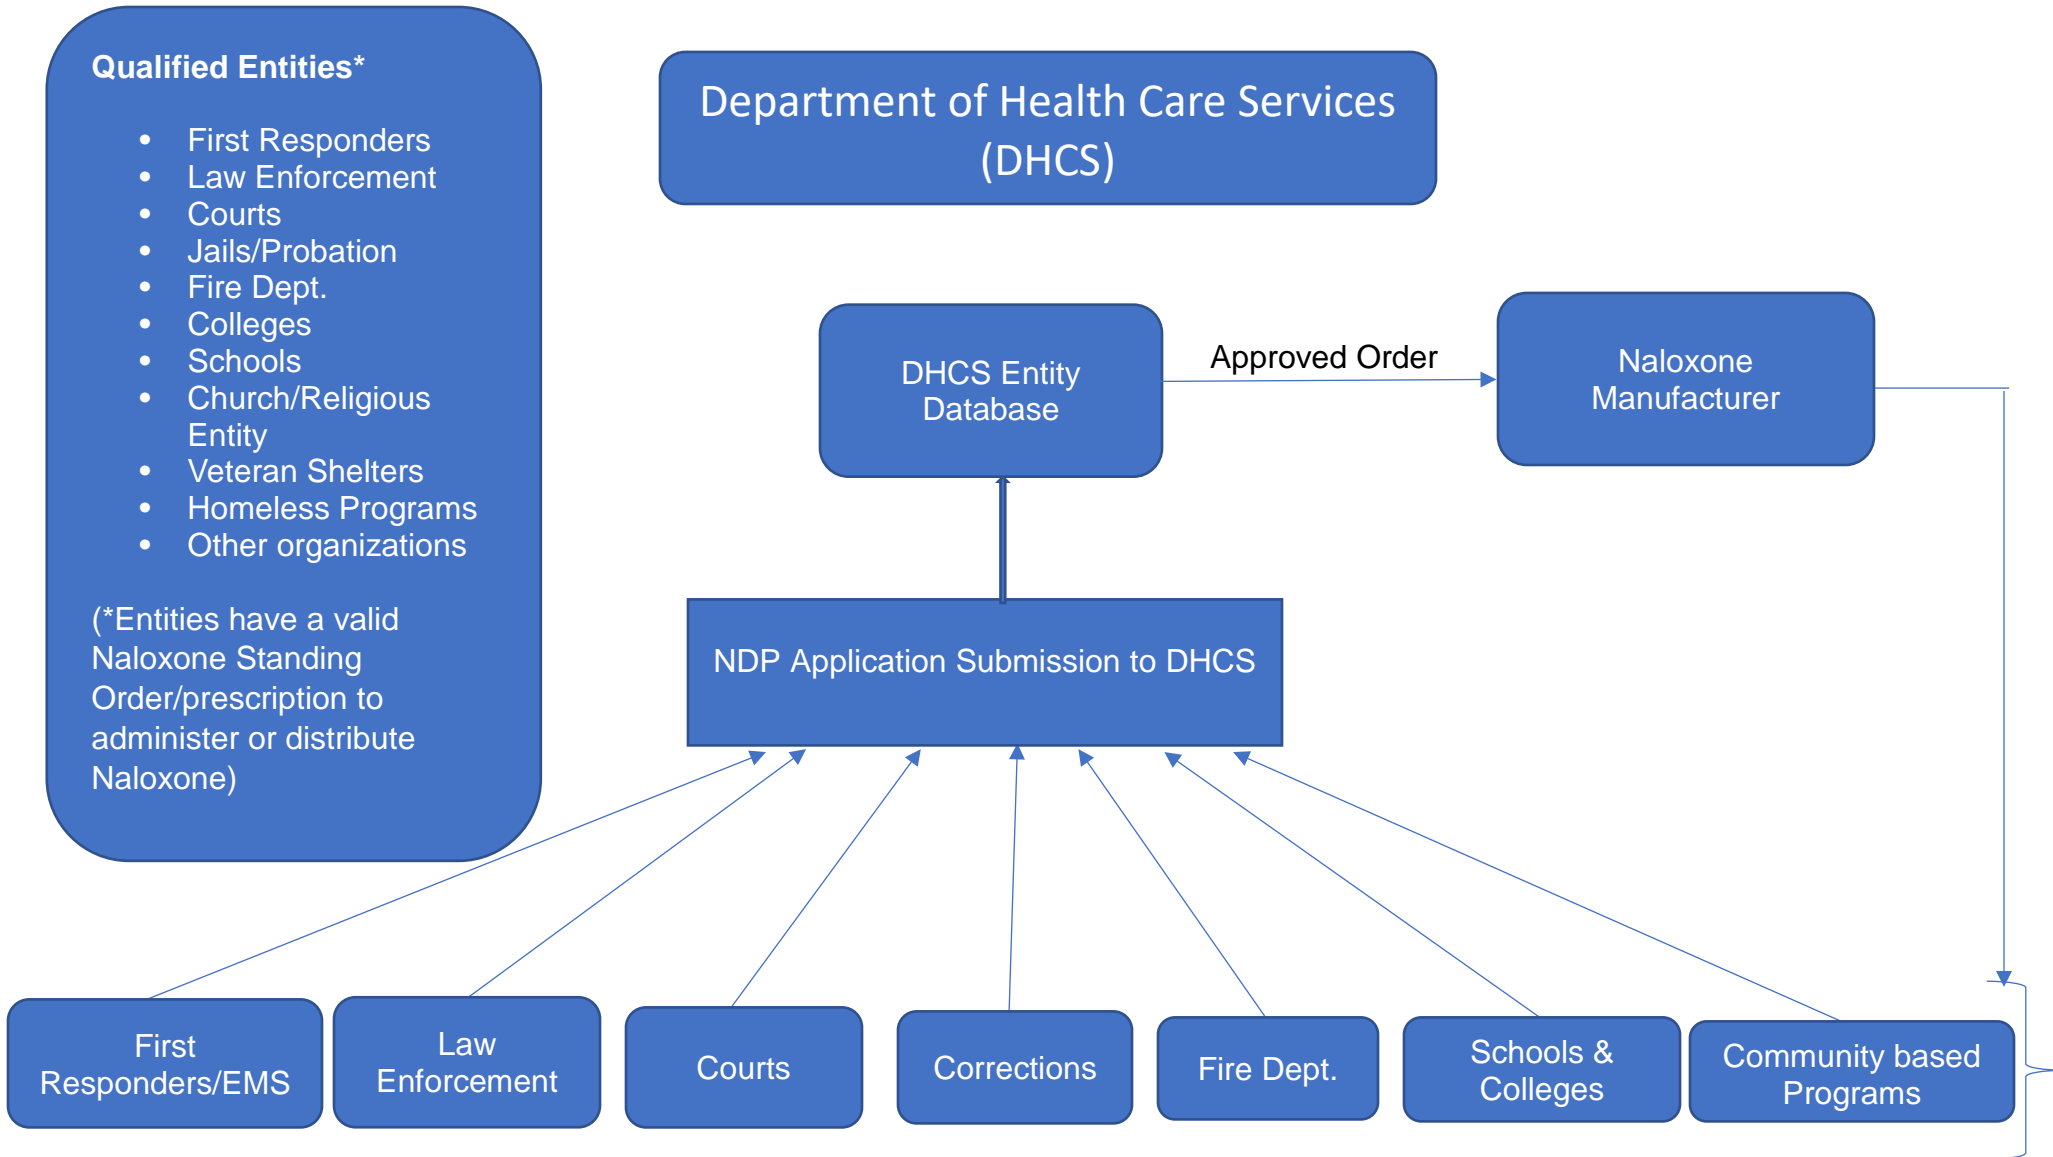 Qualified Entities*
• First Responders
• Law Enforcement
• Courts
• Jails/Probation
• Fire Dept.
• Colleges
• Schools
• Church/Religious
Entity
• Veteran Shelters
• Homeless Programs
• Other organizations
(*Entities have a valid
Naloxone Standing
Order/prescription to
administer or distribute
Naloxone)
Department of Health Care Services
(DHCS)
DHCS Entity
Database
Approved Order
Naloxone
Manufacturer
NDP Application Submission to DHCS
First
Responders/EMS
Law
Enforcement
Courts
Corrections
Fire Dept.
Schools &
Colleges
Community based
Programs